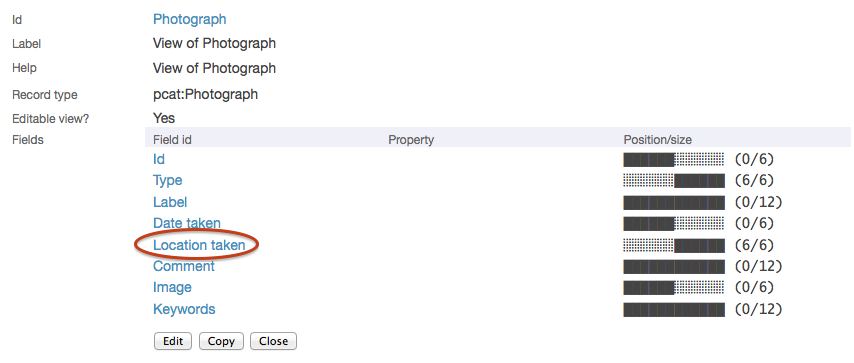 Id Photograph
Label View of Photograph
Help View of Photograph
Record type pcat:Photograph
Editable view? Yes
Fields Field id Property Position/size
Id (0/6)
Type (6/6)
Label (0/12)
Date taken (0/6)
Location taken (6/6)
Comment (0/12)
Image (0/6)
Keywords (0/12)
Edit Copy Close